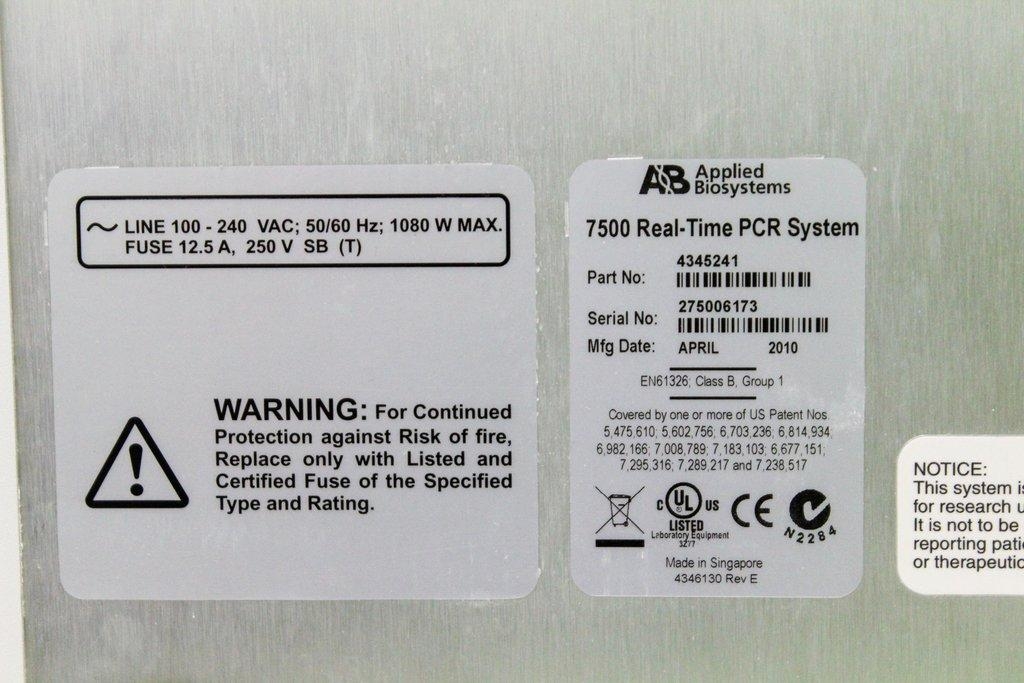 ~ LINE 100 - 240 VAC; 50/60 Hz; 1080 W MAX.
FUSE 12.5 A, 250 V SB (T)
WARNING: For Continued
Protection against Risk of fire,
Replace only with Listed and
Certified Fuse of the Specified
Type and Rating.
AB Applied
Biosystems
7500 Real-Time PCR System
4345241
Part No:
275006173
Serial No:
Mfg Date: APRIL 2010
EN61326; Class B, Group 1
Covered by one or more of US Patent Nos.
5,475,610; 5,602,756; 6,703,236; 6,814,934;
6,982,166; 7,008,789; 7,183,103; 6,677,151;
7,295,316; 7,289,217 and 7,238,517
C UL US
LISTED
Laboratory Equipment
3Z77
CE
N2284
Made in Singapore
4346130 Rev E
NOTICE:
This system is
for research u
It is not to be
reporting patie
or therapeutic